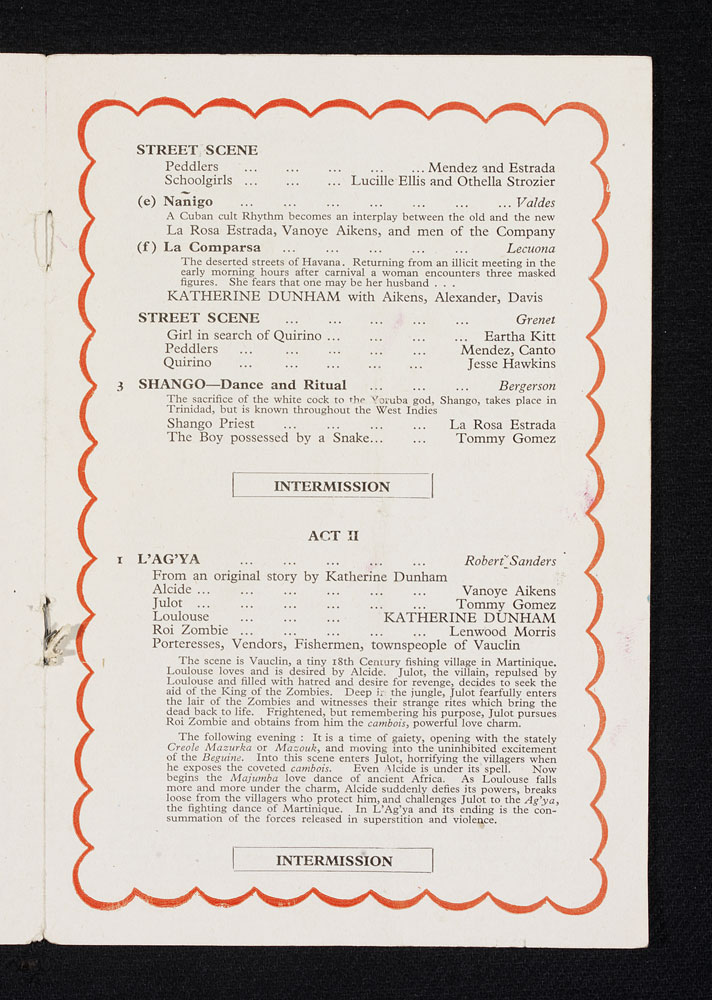 STREET SCENE
Peddlers ... ... ... ... ... Mendez and Estrada
Schoolgirls ... ... ... Lucille Ellis and Othella Strozier
(e) Nañigo ... ... ... ... ... ... ... Valdes
A Cuban cult Rhythm becomes an interplay between the old and the new
La Rosa Estrada, Vanoye Aikens, and men of the Company
(f) La Comparsa ... ... ... ... ... Lecuona
The deserted streets of Havana. Returning from an illicit meeting in the
early morning hours after carnival a woman encounters three masked
figures. She fears that one may be her husband . . .
KATHERINE DUNHAM with Aikens, Alexander, Davis
STREET SCENE ... ... ... ... ... Grenet
Girl in search of Quirino ... ... ... ... Eartha Kitt
Peddlers ... ... ... ... ... Mendez, Canto
Quirino ... ... ... ... ... Jesse Hawkins
3 SHANGO—Dance and Ritual ... ... ... Bergerson
The sacrifice of the white cock to the Yoruba god, Shango, takes place in
Trinidad, but is known throughout the West Indies
Shango Priest ... ... ... ... La Rosa Estrada
The Boy possessed by a Snake... ... Tommy Gomez
INTERMISSION
ACT II
1 L'AG'YA ... ... ... ... ... Robert Sanders
From an original story by Katherine Dunham
Alcide ... ... ... ... ... ... Vanoye Aikens
Julot ... ... ... ... ... ... Tommy Gomez
Loulouse ... ... ... KATHERINE DUNHAM
Roi Zombie ... ... ... ... ... Lenwood Morris
Porteresses, Vendors, Fishermen, townspeople of Vauclin
The scene is Vauclin, a tiny 18th Century fishing village in Martinique.
Loulouse loves and is desired by Alcide. Julot, the villain, repulsed by
Loulouse and filled with hatred and desire for revenge, decides to seek the
aid of the King of the Zombies. Deep in the jungle, Julot fearfully enters
the lair of the Zombies and witnesses their strange rites which bring the
dead back to life. Frightened, but remembering his purpose, Julot pursues
Roi Zombie and obtains from him the cambois, powerful love charm.
The following evening : It is a time of gaiety, opening with the stately
Creole Mazurka or Mazouk, and moving into the uninhibited excitement
of the Beguine. Into this scene enters Julot, horrifying the villagers when
he exposes the coveted cambois. Even Alcide is under its spell. Now
begins the Majumba love dance of ancient Africa. As Loulouse falls
more and more under the charm, Alcide suddenly defies its powers, breaks
loose from the villagers who protect him, and challenges Julot to the Ag'ya,
the fighting dance of Martinique. In L'Ag'ya and its ending is the con-
summation of the forces released in superstition and violence.
INTERMISSION